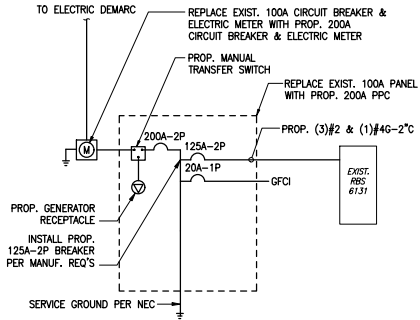 TO ELECTRIC DEMARC
REPLACE EXIST. 100A CIRCUIT BREAKER &
ELECTRIC METER WITH PROP. 200A
CIRCUIT BREAKER & ELECTRIC METER
PROP. MANUAL
TRANSFER SWITCH
REPLACE EXIST. 100A PANEL
WITH PROP. 200A PPC
200A-2P
125A-2P
PROP. (3)#2 & (1)#4G-2"C
M
20A-1P
GFCI
EXIST.
RBS
6131
PROP. GENERATOR
RECEPTACLE
INSTALL PROP.
125A-2P BREAKER
PER MANUF. REQ'S
SERVICE GROUND PER NEC